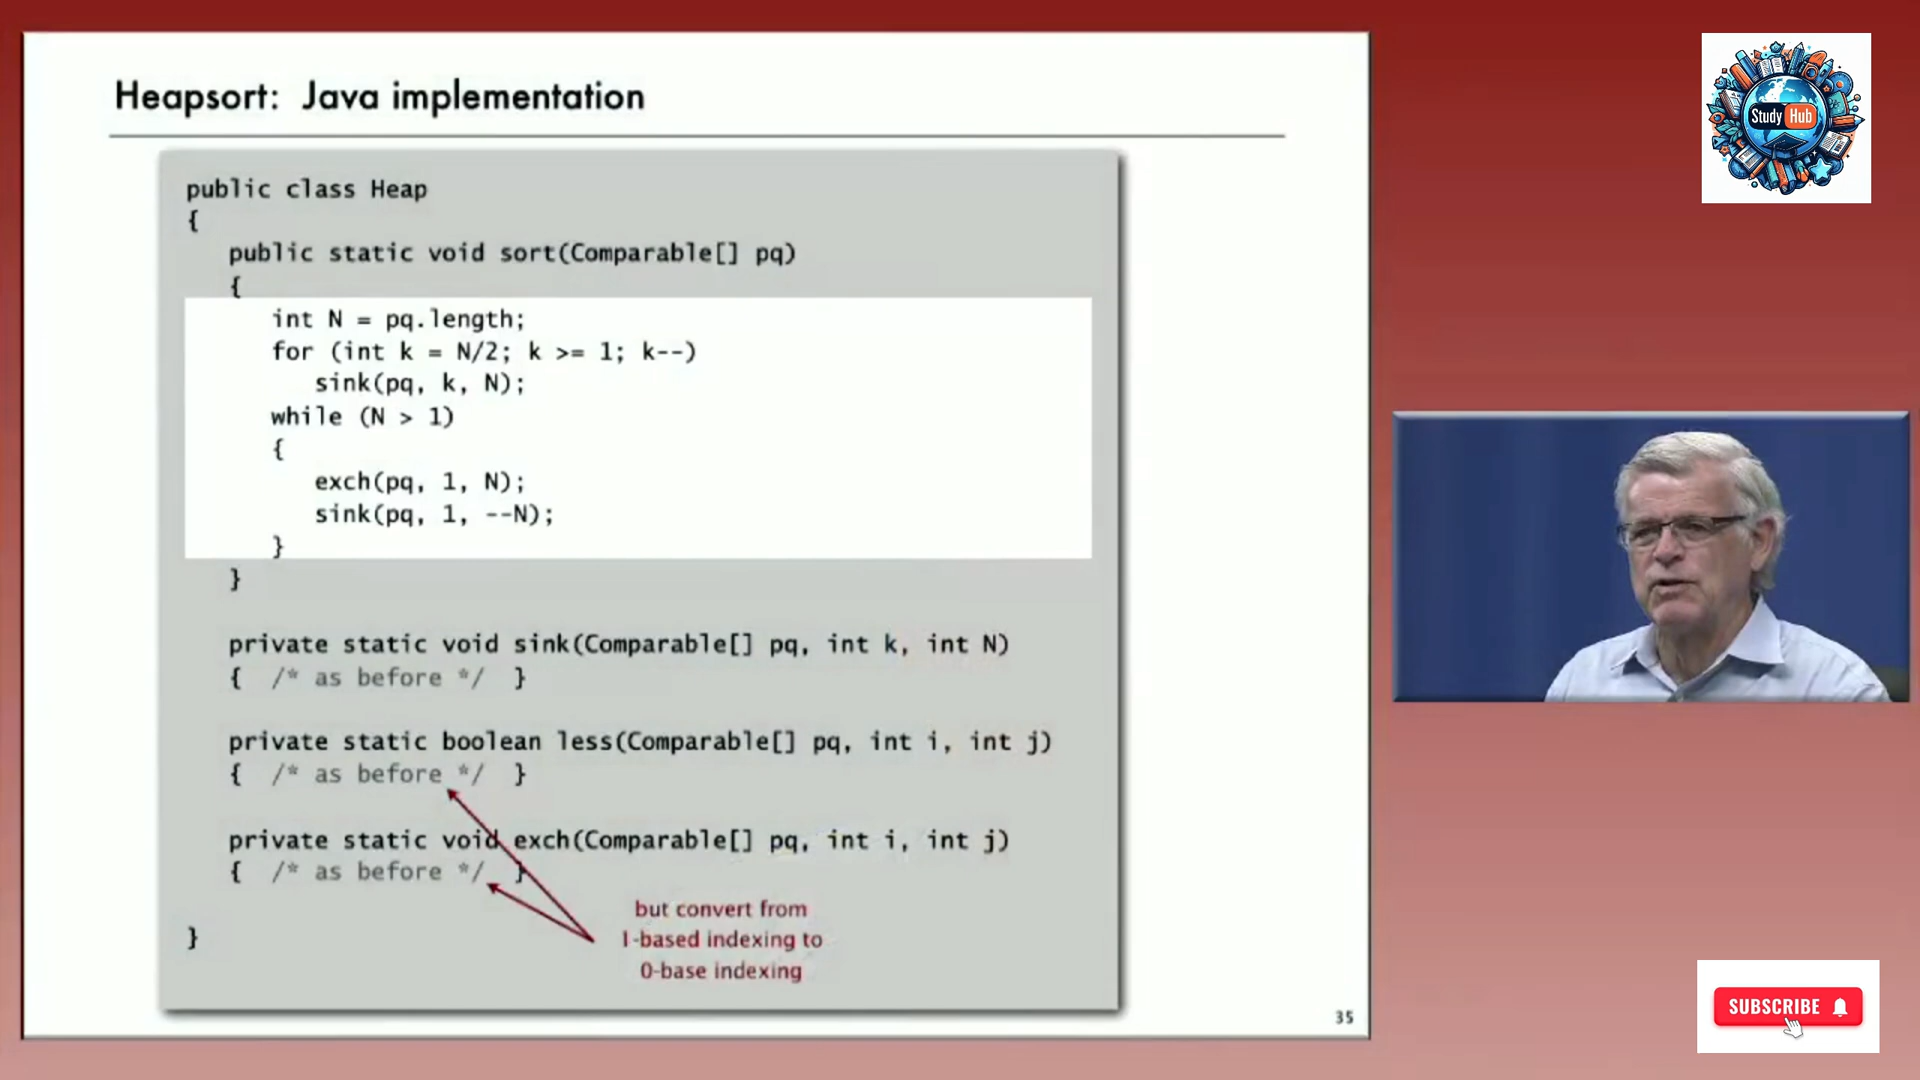 Heapsort: Java implementation
public class Heap
{
public static void sort(Comparable[] pq)
{
int N = pq.length;
for (int k = N/2; k >= 1; k--)
sink(pq, k, N);
while (N > 1)
{
exch(pq, 1, N);
sink(pq, 1, --N);
}
}
private static void sink(Comparable[] pq, int k, int N)
{ /* as before */ }
private static boolean less(Comparable[] pq, int i, int j)
{ /* as before */ }
private static void exch(Comparable[] pq, int i, int j)
{ /* as before */ }
but convert from
1-based indexing to
0-base indexing
}
35
Study Hub
SUBSCRIBE